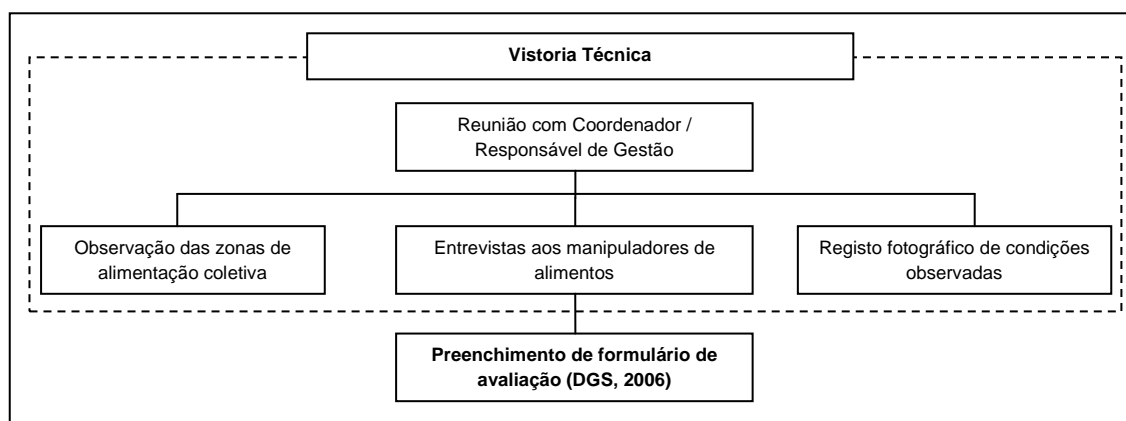 Vistoria Técnica
Reunião com Coordenador /
Responsável de Gestão
Observação das zonas de
alimentação coletiva
Entrevistas aos manipuladores de
alimentos
Registo fotográfico de condições
observadas
Preenchimento de formulário de
avaliação (DGS, 2006)